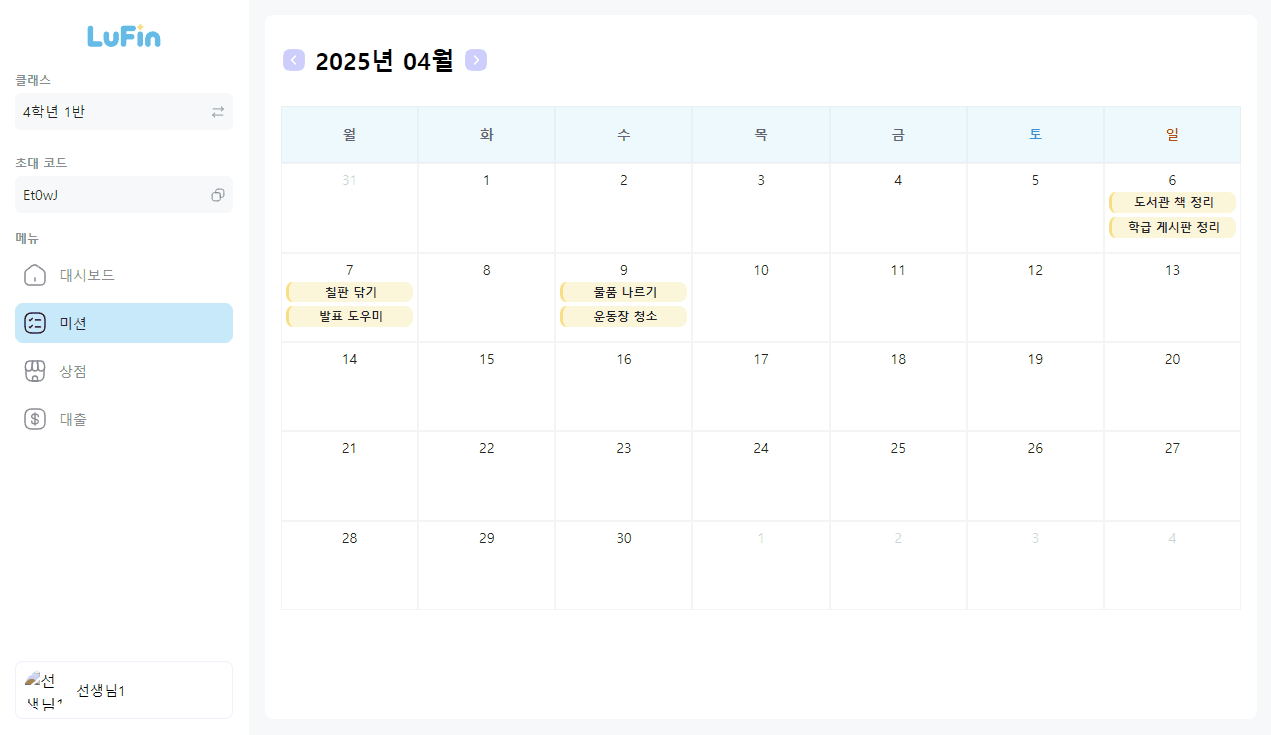 LuFin
클래스
4학년 1반
초대 코드
Et0wJ
메뉴
대시보드
미션
상점
대출
선생님1
선생님1
2025년 04월
월 화 수 목 금 토 일
31 1 2 3 4 5 6
도서관 책 정리
학급 게시판 정리
7 8 9 10 11 12 13
칠판 닦기 물품 나르기
발표 도우미 운동장 청소
14 15 16 17 18 19 20
21 22 23 24 25 26 27
28 29 30 1 2 3 4